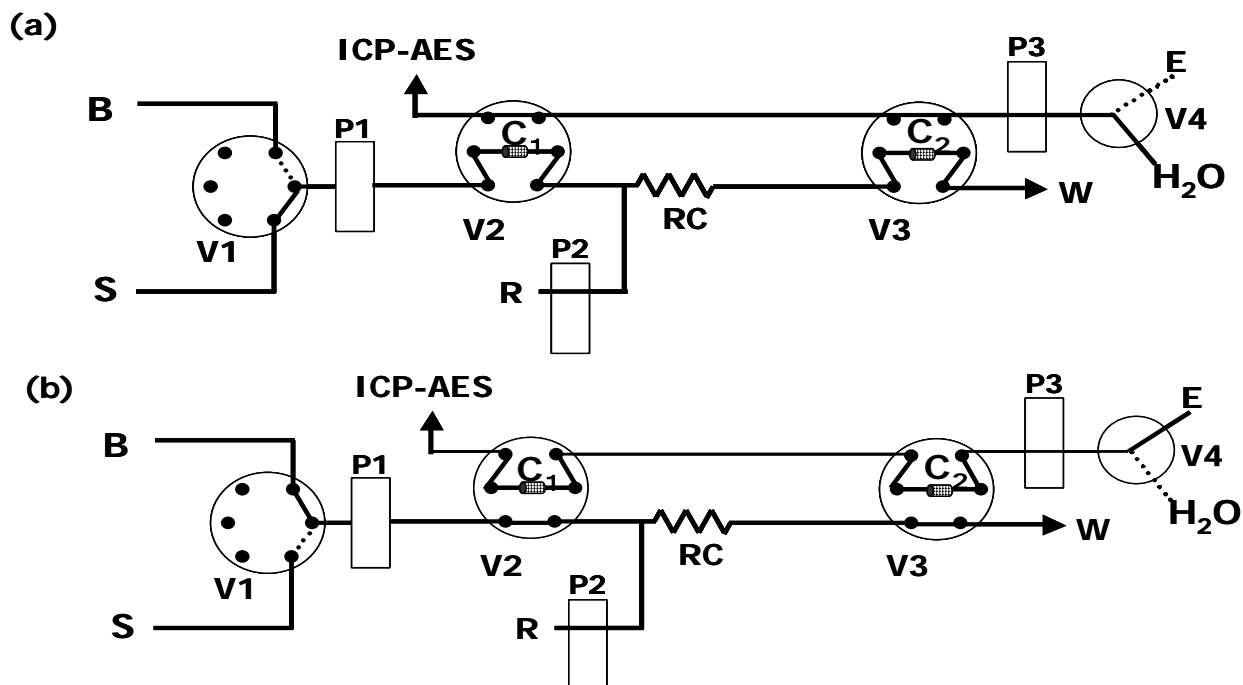 (a)
ICP-AES
P3
E
B
P1
C1
C2
V4
H2O
V1
V2
RC
V3
W
P2
S
R
(b)
ICP-AES
P3
E
B
P1
C1
C2
V4
H2O
V1
V2
RC
V3
W
P2
S
R